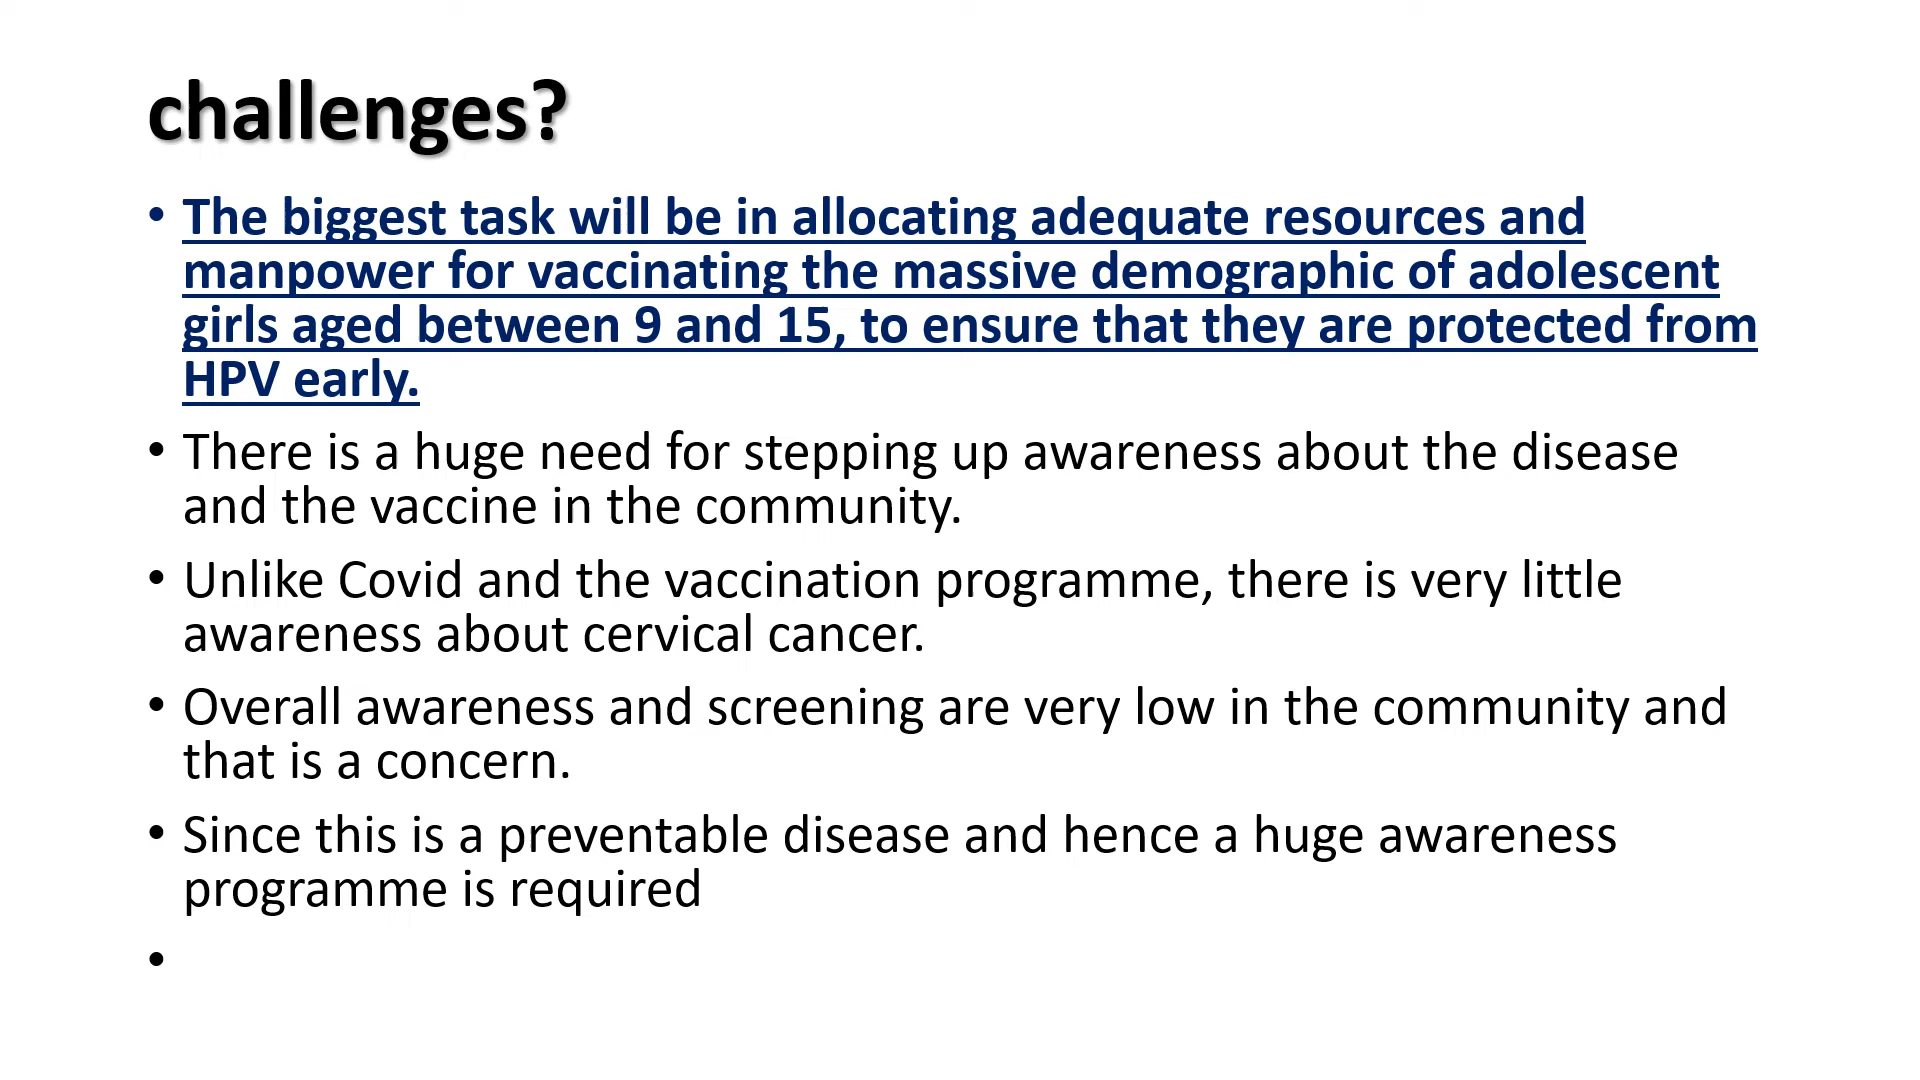 challenges?
• The biggest task will be in allocating adequate resources and
manpower for vaccinating the massive demographic of adolescent
girls aged between 9 and 15, to ensure that they are protected from
HPV early.
• There is a huge need for stepping up awareness about the disease
and the vaccine in the community.
• Unlike Covid and the vaccination programme, there is very little
awareness about cervical cancer.
• Overall awareness and screening are very low in the community and
that is a concern.
• Since this is a preventable disease and hence a huge awareness
programme is required
•